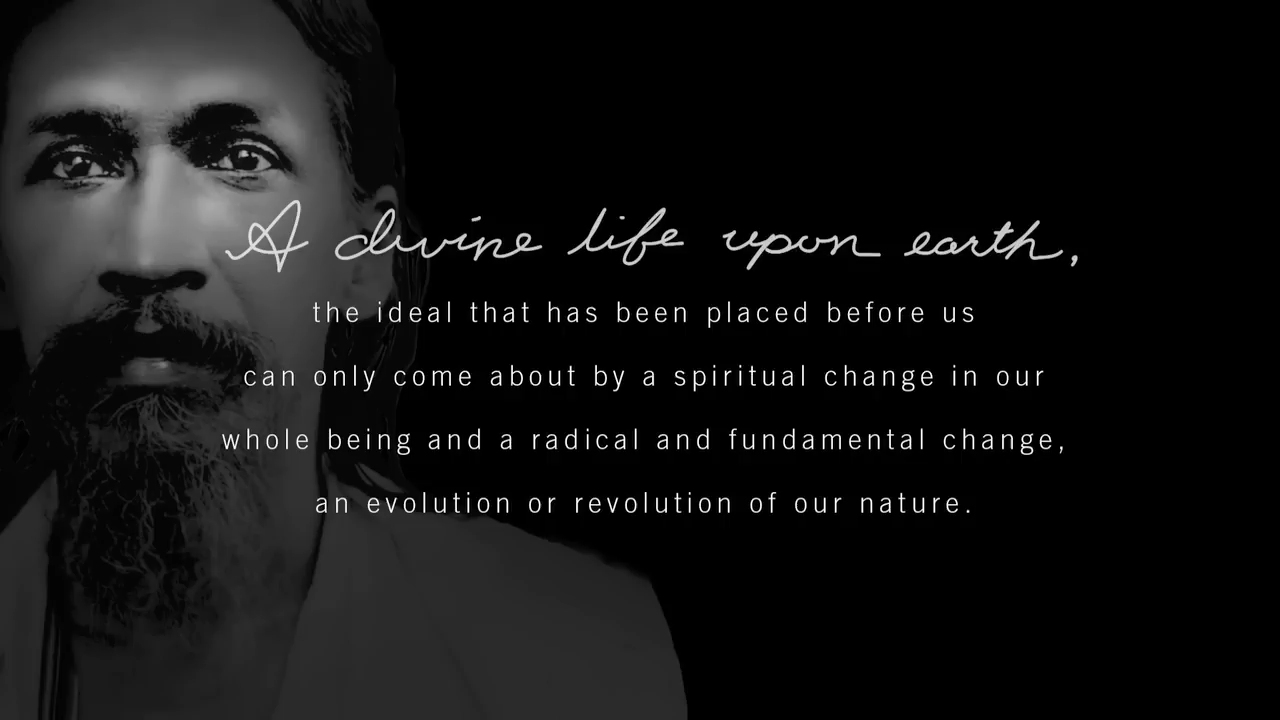 A divine life upon earth,
the ideal that has been placed before us
can only come about by a spiritual change in our
whole being and a radical and fundamental change,
an evolution or revolution of our nature.